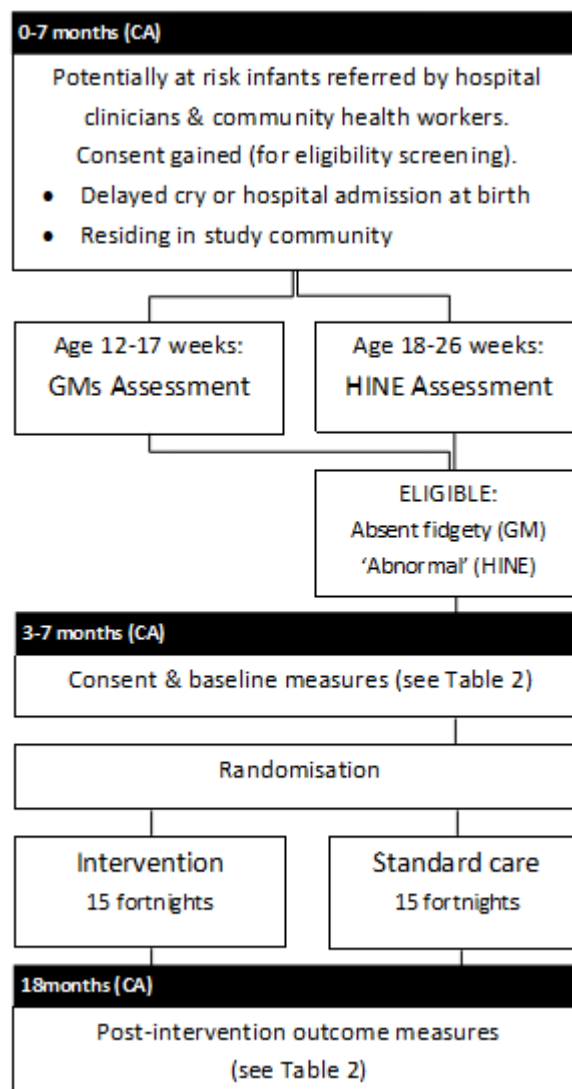 0-7 months (CA)
Potentially at risk infants referred by hospital
clinicians & community health workers.
Consent gained (for eligibility screening).
• Delayed cry or hospital admission at birth
• Residing in study community
Age 12-17 weeks:
GMs Assessment
Age 18-26 weeks:
HINE Assessment
ELIGIBLE:
Absent fidgety (GM)
‘Abnormal’ (HINE)
3-7 months (CA)
Consent & baseline measures (see Table 2)
Randomisation
Intervention
15 fortnights
Standard care
15 fortnights
18months (CA)
Post-intervention outcome measures
(see Table 2)